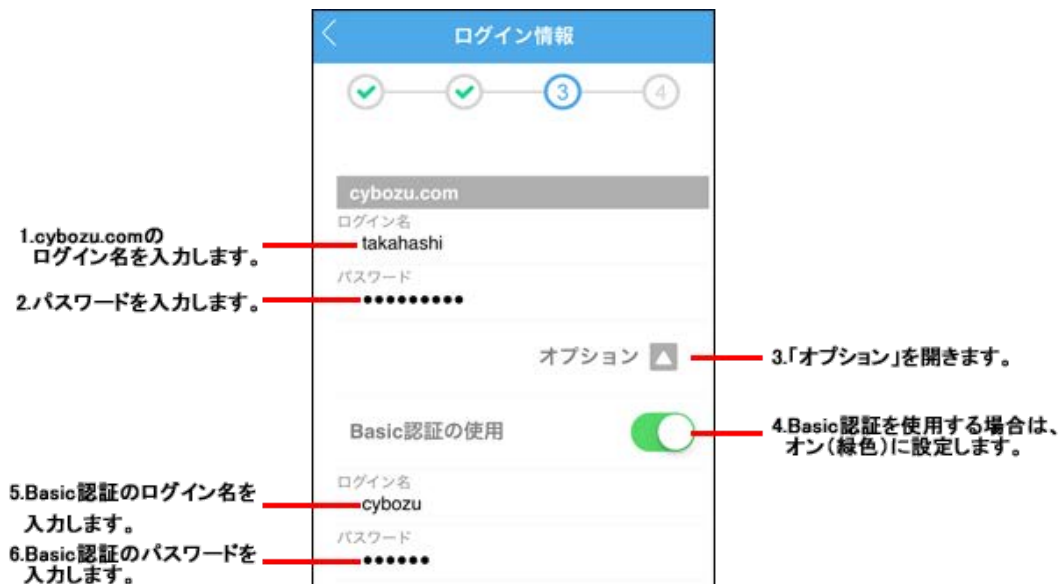 ログイン情報
3
4
cybozu.com
ログイン名
takahashi
パスワード
●●●●●●●●●
オプション
Basic認証の使用
ログイン名
cybozu
パスワード
●●●●●●
1.cybozu.comの
ログイン名を入力します。
2.パスワードを入力します。
3.「オプション」を開きます。
4.Basic認証を使用する場合は、
オン(緑色)に設定します。
5.Basic認証のログイン名を
入力します。
6.Basic認証のパスワードを
入力します。